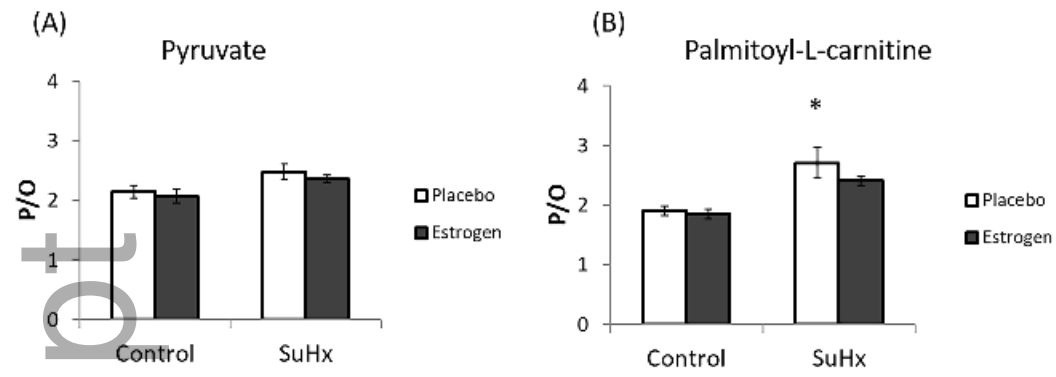 (A)
Pyruvate
4
3
2
1
0
P/O
Control SuHx
Placebo
Estrogen
(B)
Palmitoyl-L-carnitine
4
3
2
1
0
P/O
*
Control SuHx
Placebo
Estrogen
pt